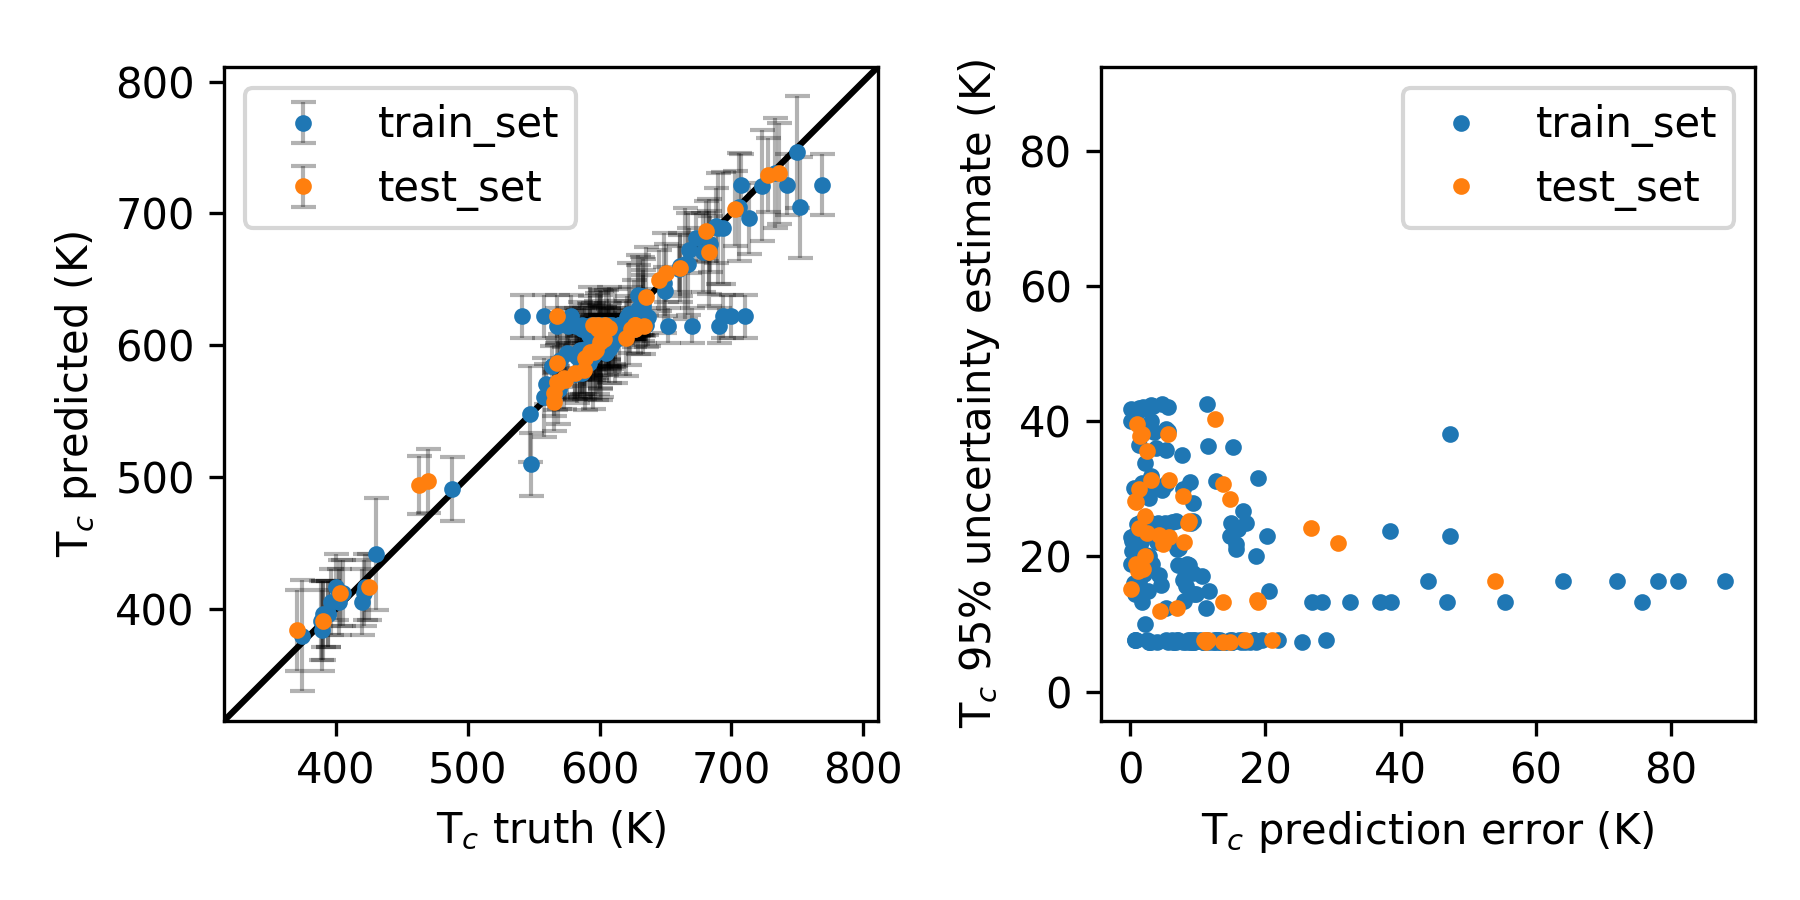 800
700
600
500
400
T_c predicted (K)
train_set
test_set
400 500 600 700 800
T_c truth (K)
80
60
40
20
0
T_c 95% uncertainty estimate (K)
train_set
test_set
0 20 40 60 80
T_c prediction error (K)